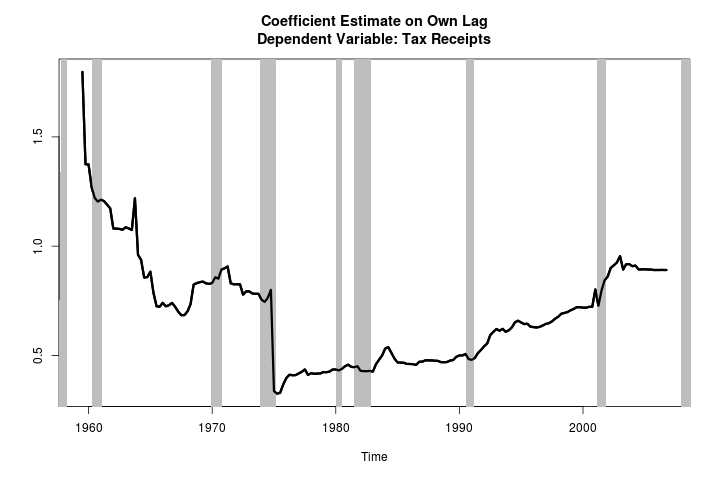 Coefficient Estimate on Own Lag
Dependent Variable: Tax Receipts
1.5
1.0
0.5
1960 1970 1980 1990 2000
Time